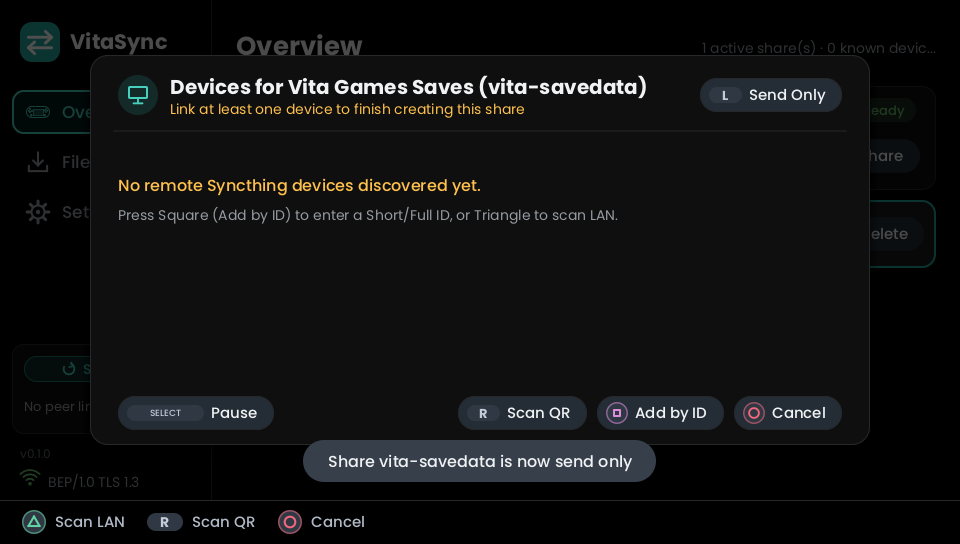 VitaSync
Overview
1 active share(s) · 0 known devic...
Devices for Vita Games Saves (vita-savedata)
Link at least one device to finish creating this share
L Send Only
No remote Syncthing devices discovered yet.
Press Square (Add by ID) to enter a Short/Full ID, or Triangle to scan LAN.
SELECT Pause
R Scan QR
Add by ID
Cancel
No peer lin
Share vita-savedata is now send only
v0.1.0
BEP/1.0 TLS 1.3
Scan LAN
R Scan QR
Cancel